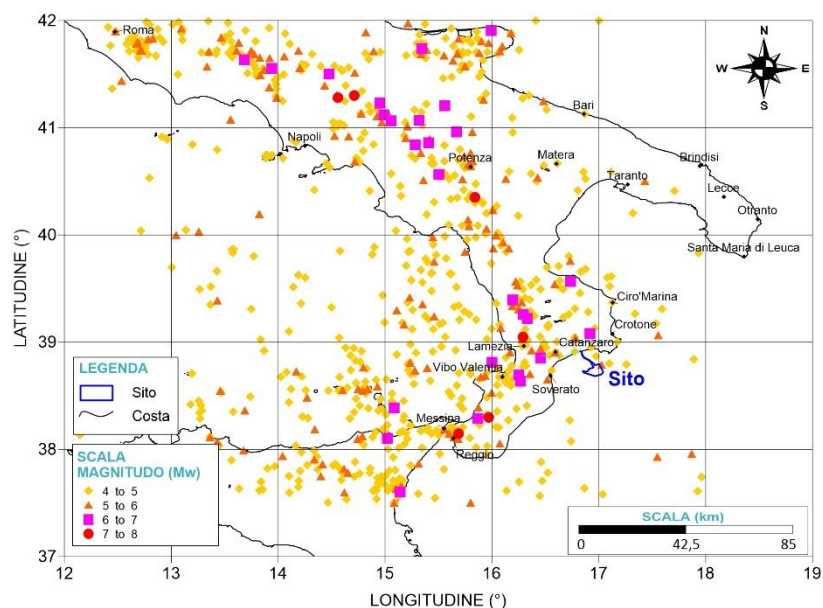 42
41
40
39
38
37
LATITUDINE (°)
12
13
14
15
16
17
18
19
LONGITUDINE (°)
Roma
Napoli
Potenza
Matera
Bari
Taranto
Brindisi
Lecce
Otranto
Santa Maria di Leuca
Ciro'Marina
Crotone
Catanzaro
Lamezia
Vibo Valentia
Soverato
Sito
Messina
Reggio
N
W
E
S
LEGENDA
Sito
Costa
SCALA
MAGNITUDO (Mw)
4 to 5
5 to 6
6 to 7
7 to 8
SCALA (km)
0
42,5
85